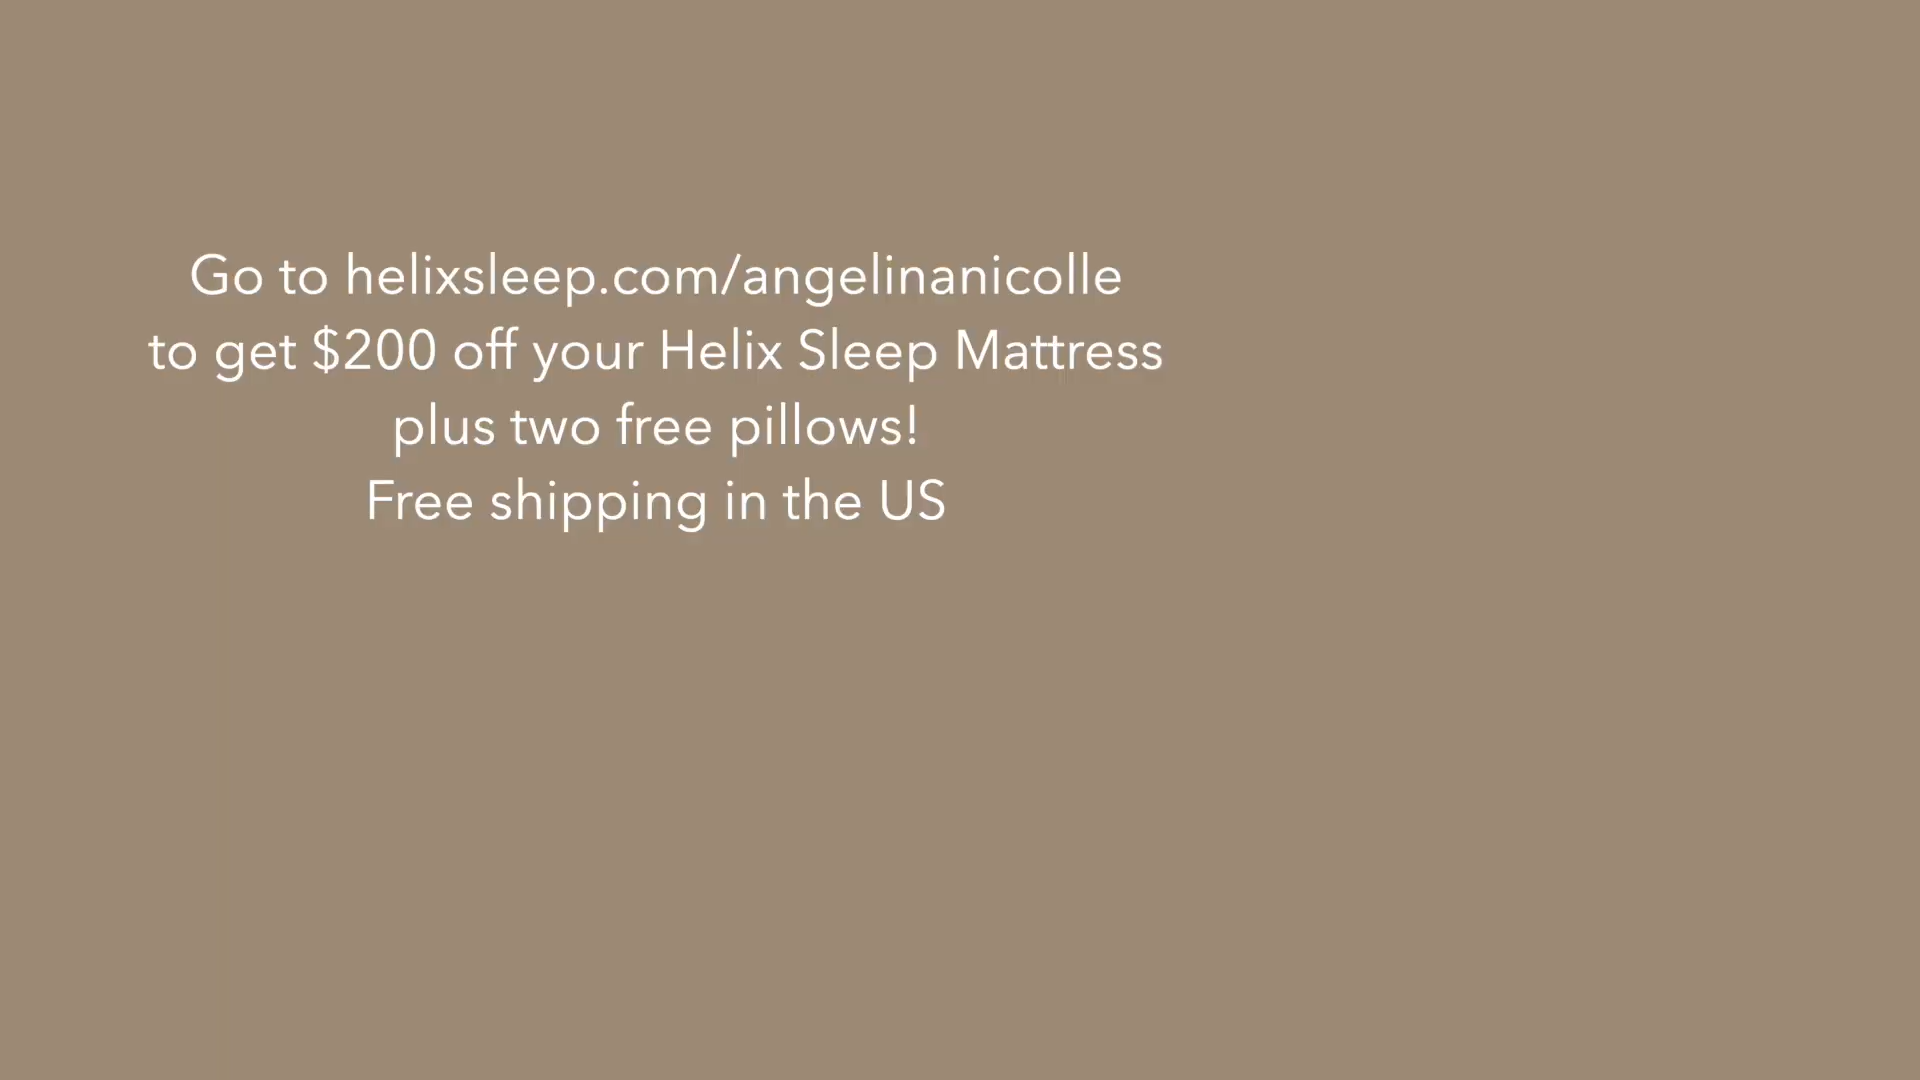 Go to helixsleep.com/angelinanicolle
to get $200 off your Helix Sleep Mattress
plus two free pillows!
Free shipping in the US